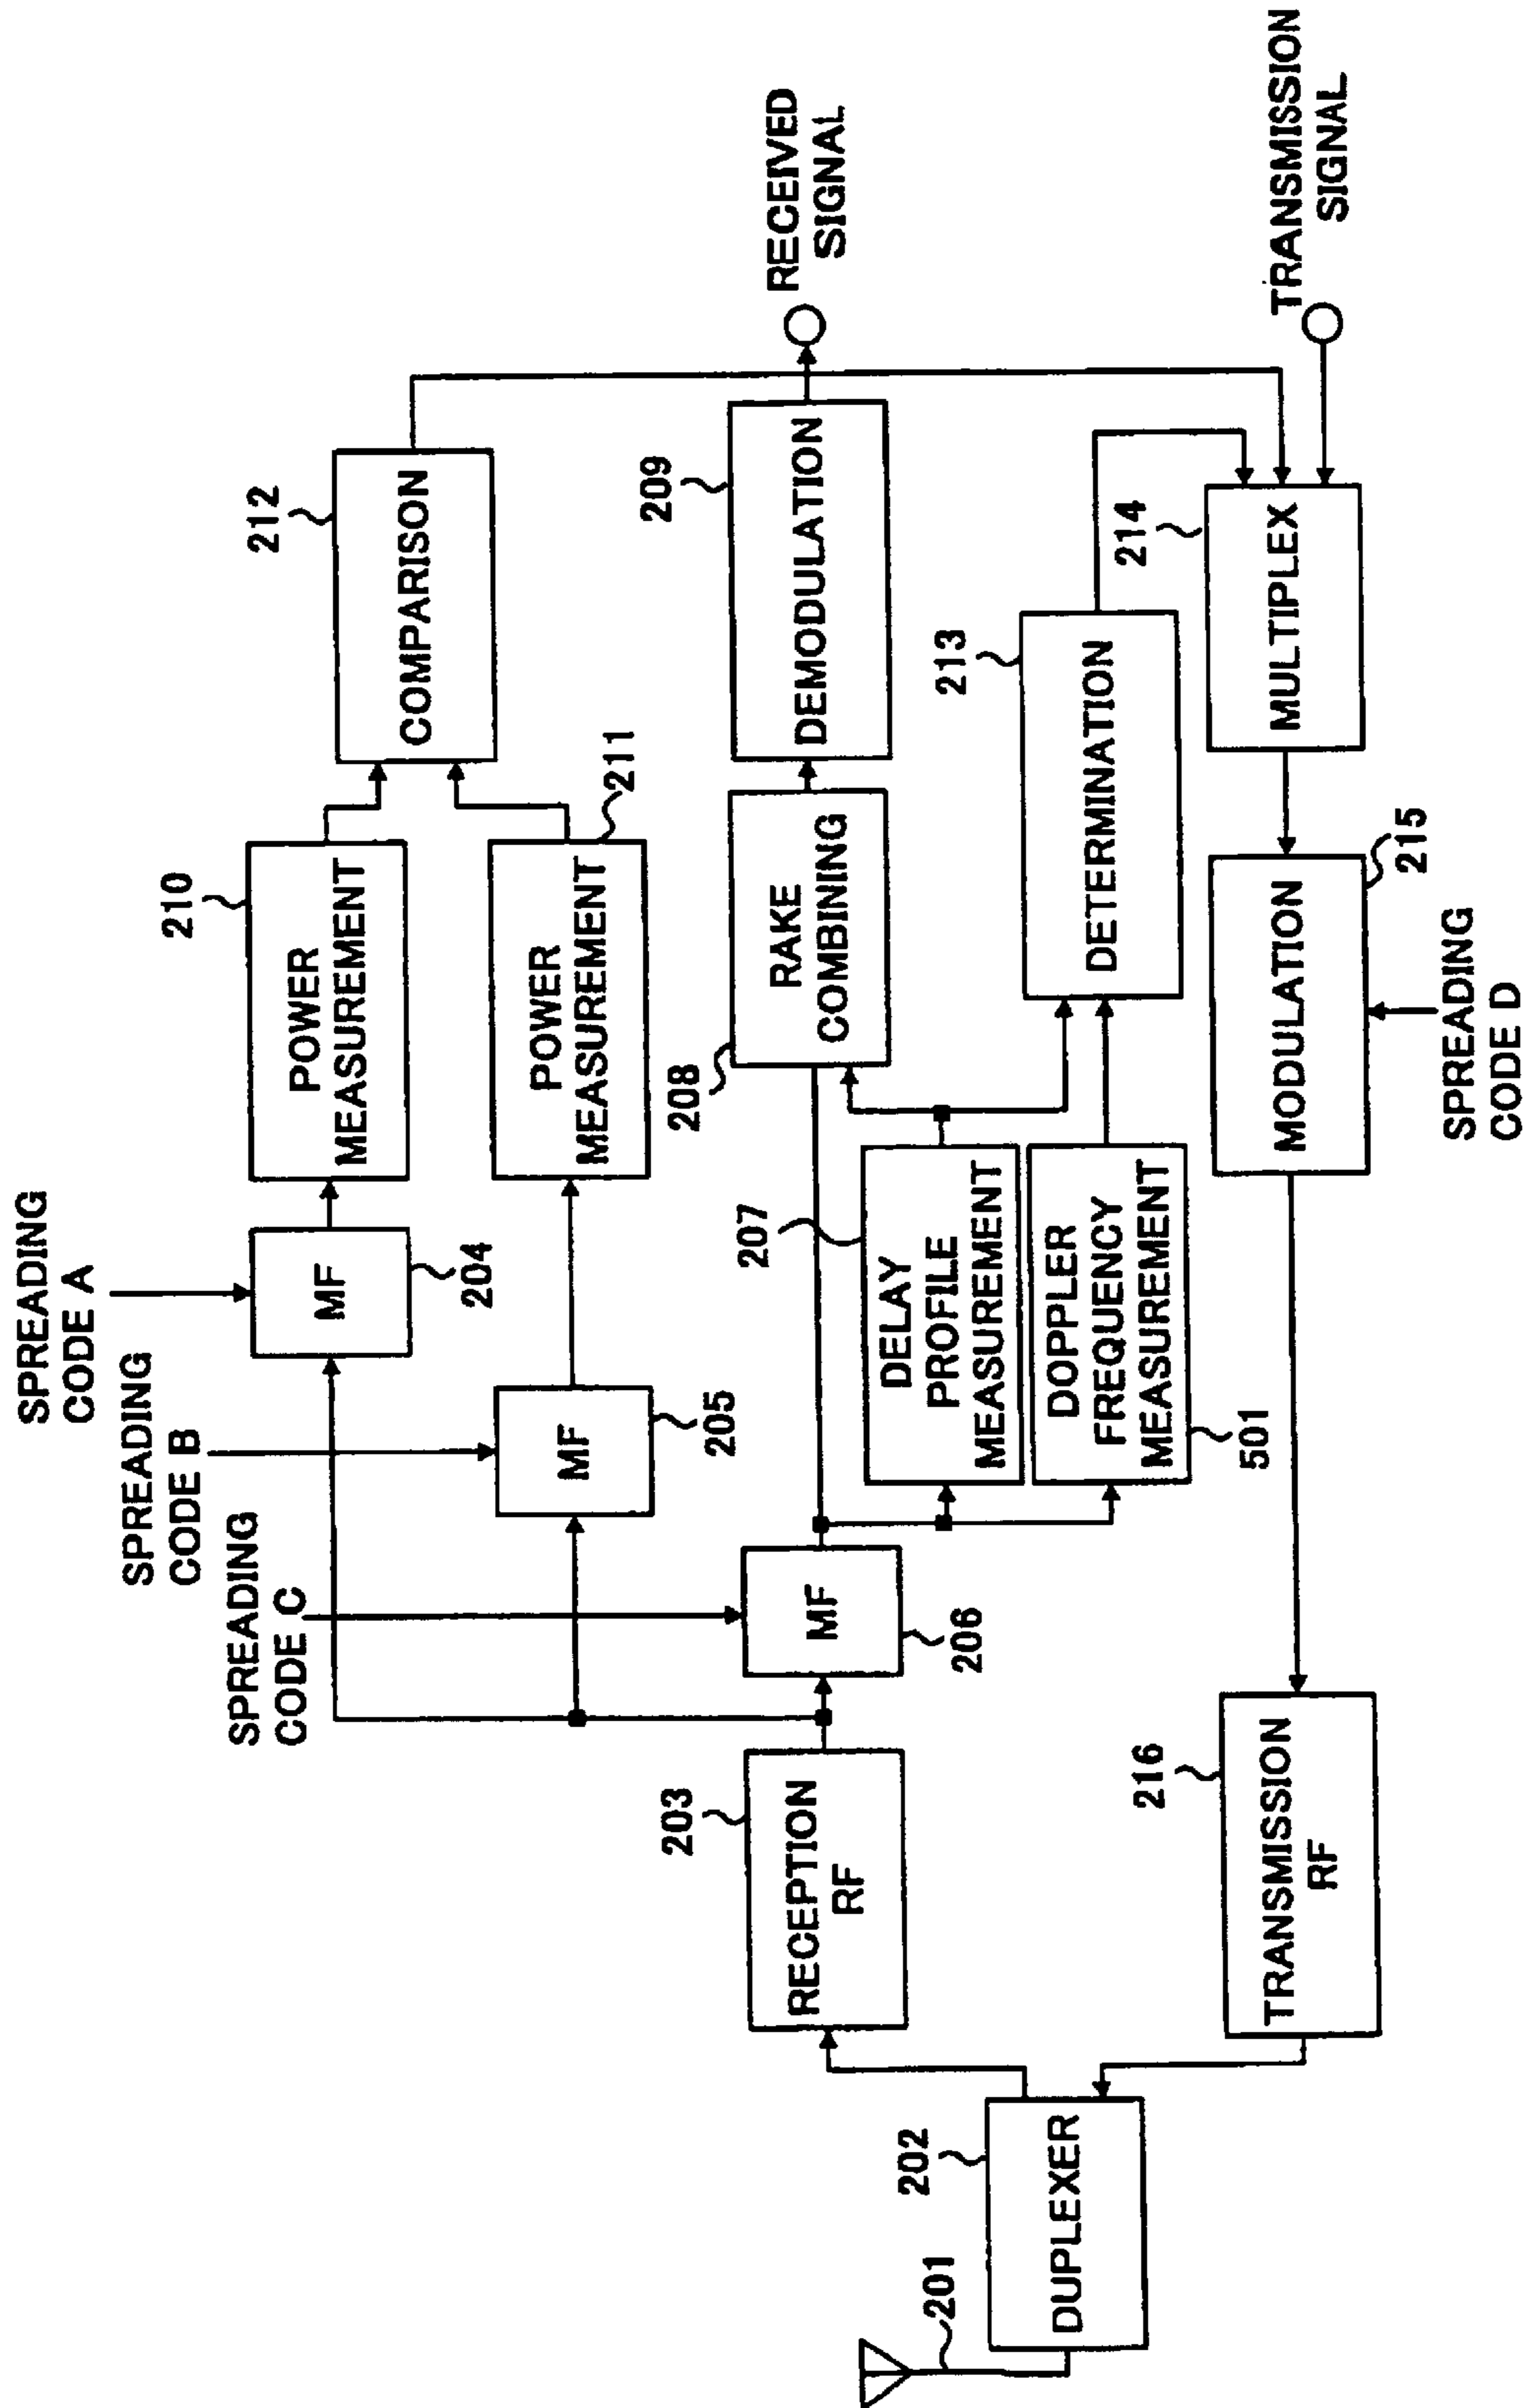 SPREADING
CODE A
SPREADING
CODE B
SPREADING
CODE C
210
POWER
MEASUREMENT
212
COMPARISON
MF
204
POWER
MEASUREMENT
211
MF
205
203
RECEPTION
RF
MF
206
208
RAKE
COMBINING
209
DEMODULATION
RECEIVED
SIGNAL
207
DELAY
PROFILE
MEASUREMENT
DOPPLER
FREQUENCY
MEASUREMENT
501
213
DETERMINATION
201
202
DUPLEXER
216
TRANSMISSION
RF
MODULATION
215
SPREADING
CODE D
214
MULTIPLEX
TRANSMISSION
SIGNAL